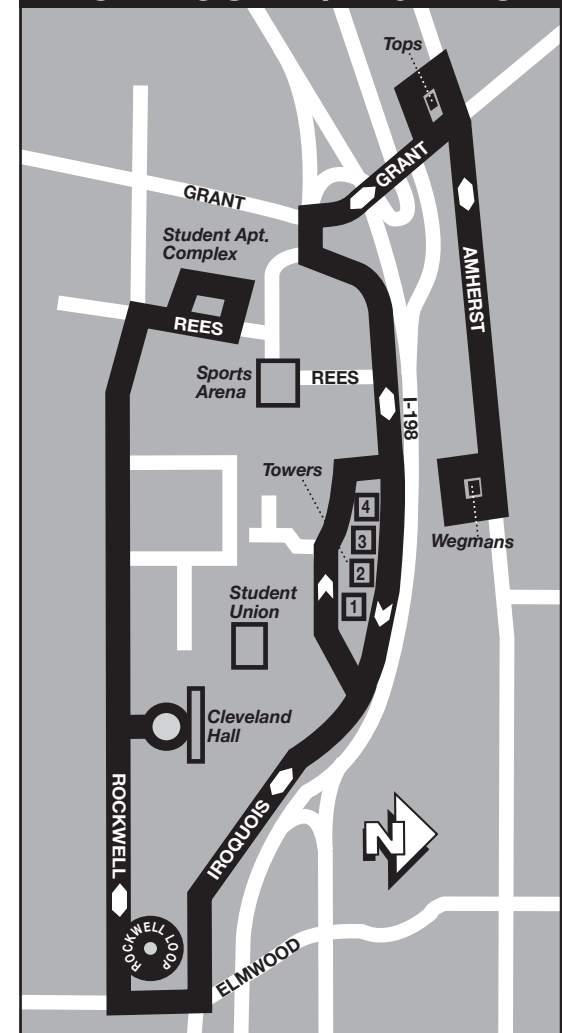 Tops
GRANT
GRANT
Student Apt.
Complex
AMHERST
REES
Sports
Arena
REES
I-198
Towers
4
3
2
1
Wegmans
Student
Union
Cleveland
Hall
ROCKWELL
IROQUOIS
N
ROCKWELL LOOP
ELMWOOD